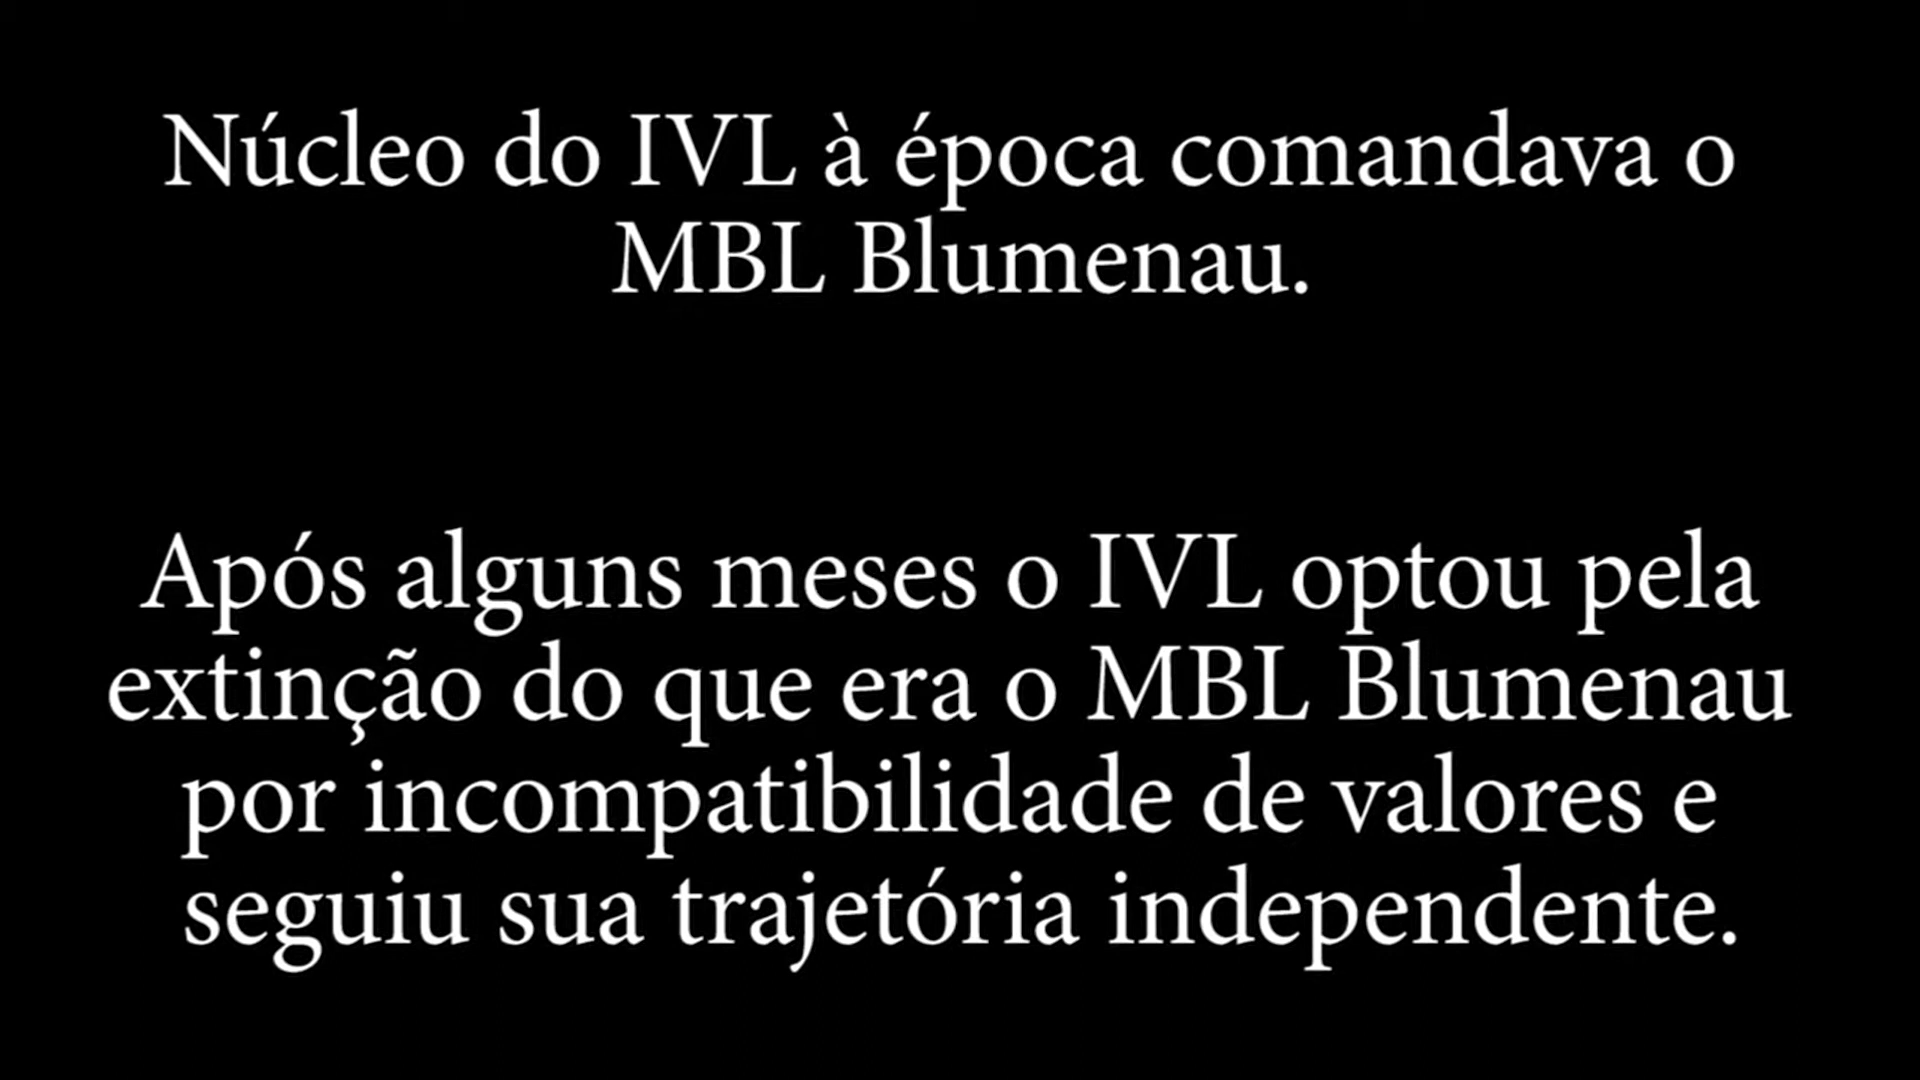 Núcleo do IVL à época comandava o
MBL Blumenau.
Após alguns meses o IVL optou pela
extinção do que era o MBL Blumenau
por incompatibilidade de valores e
seguiu sua trajetória independente.